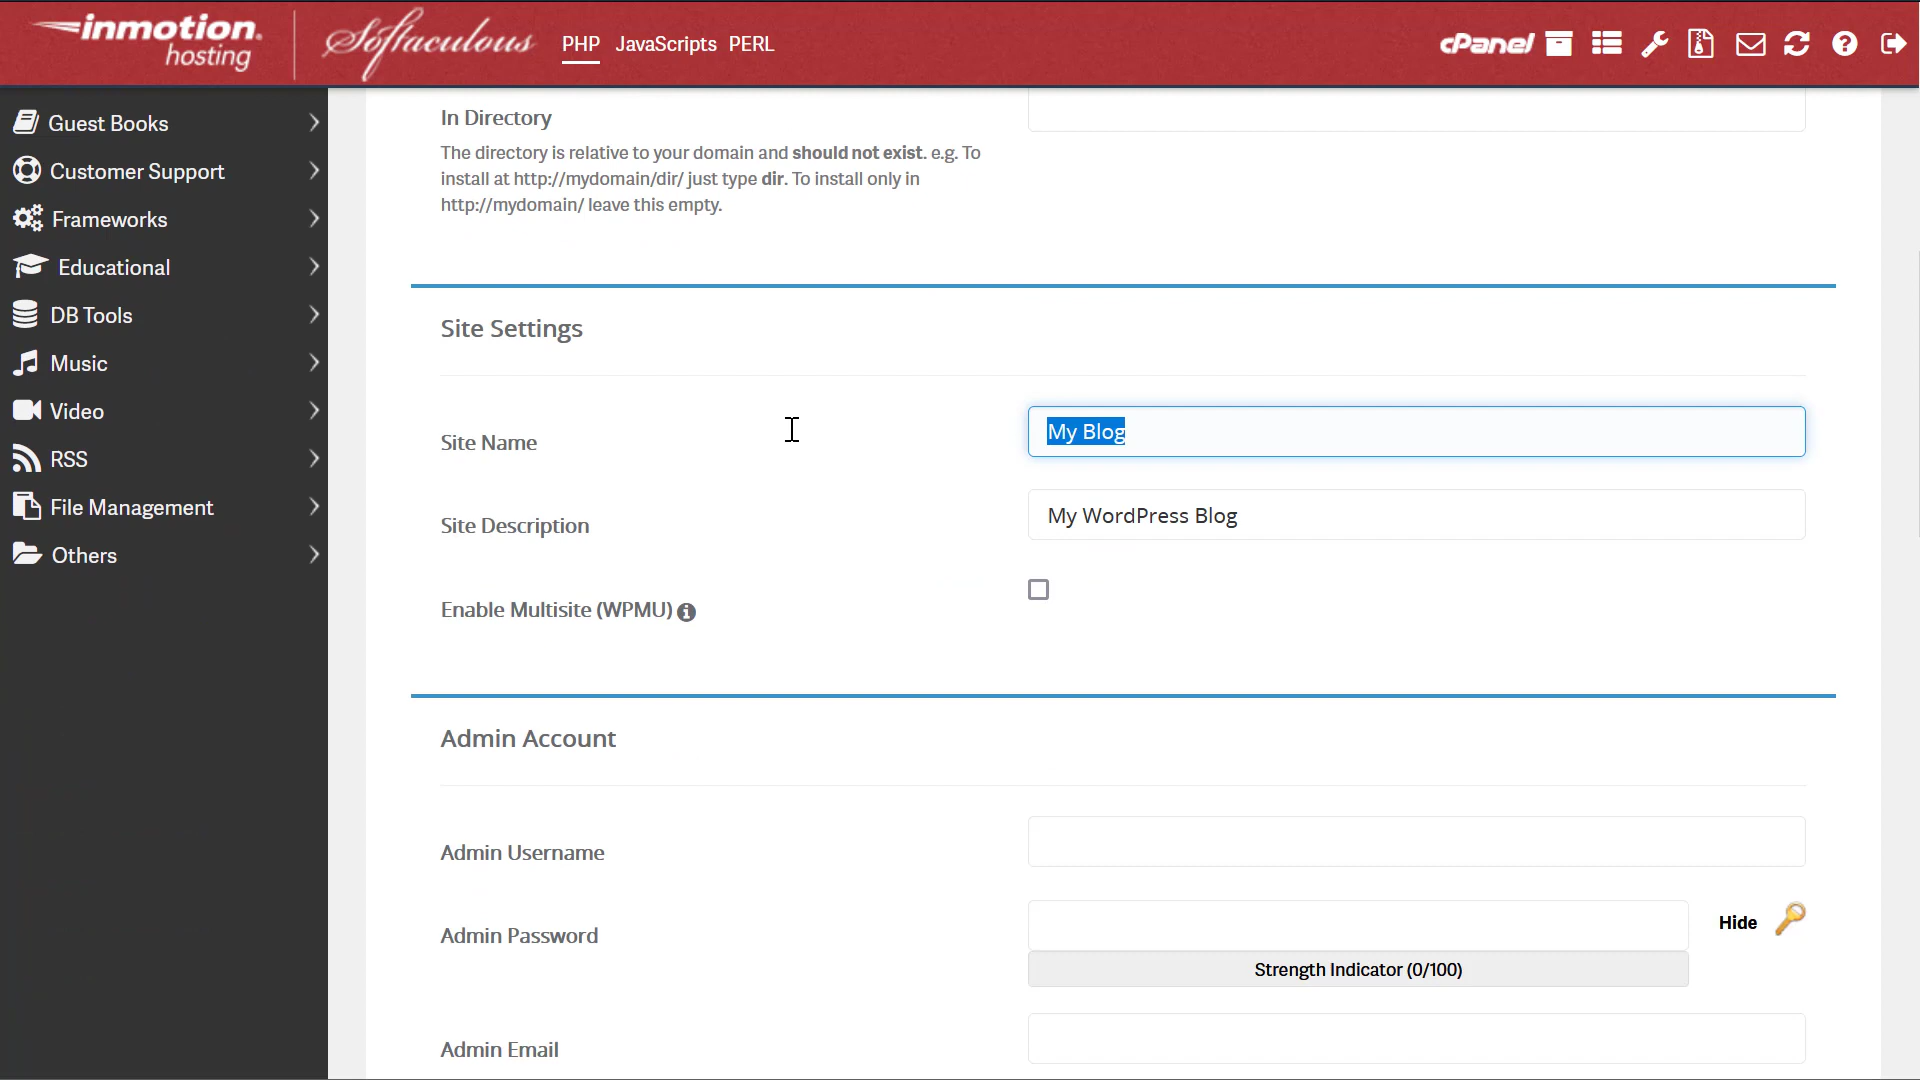 inmotion hosting
Softaculous
PHP JavaScripts PERL
cPanel
Guest Books
Customer Support
Frameworks
Educational
DB Tools
Music
Video
RSS
File Management
Others
In Directory
The directory is relative to your domain and should not exist. e.g. To
install at http://mydomain/dir/ just type dir. To install only in
http://mydomain/ leave this empty.
Site Settings
Site Name
My Blog
Site Description
My WordPress Blog
Enable Multisite (WPMU)
Admin Account
Admin Username
Admin Password
Hide
Strength Indicator (0/100)
Admin Email